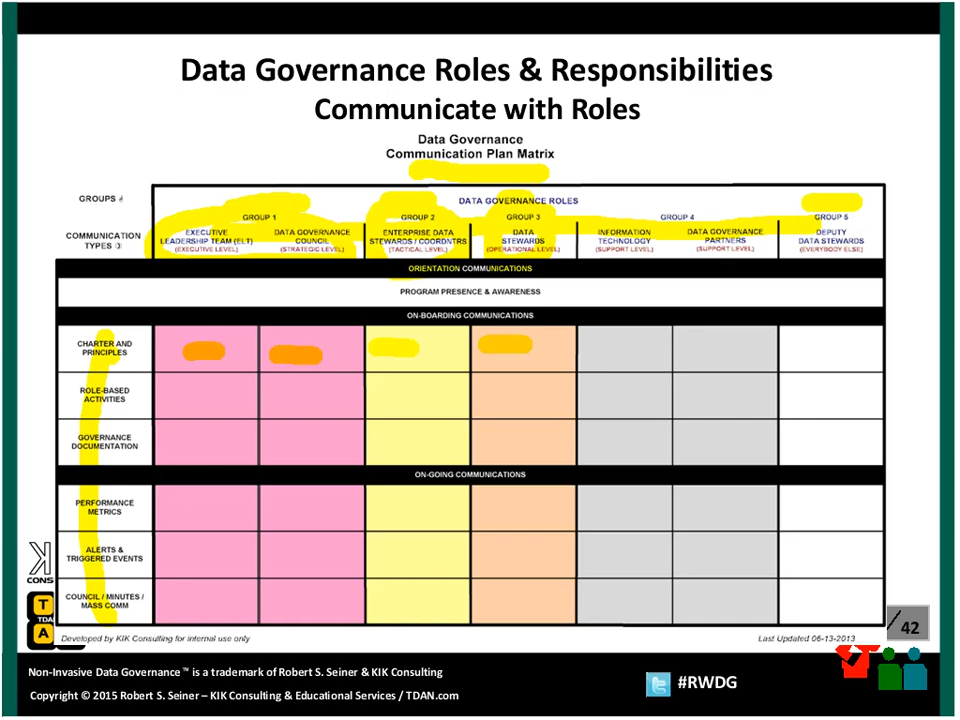 Data Governance Roles & Responsibilities
Communicate with Roles
Data Governance
Communication Plan Matrix
GROUPS
DATA GOVERNANCE ROLES
GROUP 1
GROUP 2
GROUP 3
GROUP 4
GROUP 5
COMMUNICATION
TYPES
EXECUTIVE
LEADERSHIP TEAM (ELT)
(EXECUTIVE LEVEL)
DATA GOVERNANCE
COUNCIL
(STRATEGIC LEVEL)
ENTERPRISE DATA
STEWARDS / COORDNTRS
(TACTICAL LEVEL)
DATA
STEWARDS
(OPERATIONAL LEVEL)
INFORMATION
TECHNOLOGY
(SUPPORT LEVEL)
DATA GOVERNANCE
PARTNERS
(SUPPORT LEVEL)
DEPUTY
DATA STEWARDS
(EVERYBODY ELSE)
ORIENTATION COMMUNICATIONS
PROGRAM PRESENCE & AWARENESS
ON-BOARDING COMMUNICATIONS
CHARTER AND
PRINCIPLES
ROLE-BASED
ACTIVITIES
GOVERNANCE
DOCUMENTATION
ON-GOING COMMUNICATIONS
PERFORMANCE
METRICS
ALERTS &
TRIGGERED EVENTS
COUNCIL / MINUTES /
MASS COMM
K
CONS
T
TDA
A
Developed by KIK Consulting for internal use only
Last Updated 06-13-2013
42
Non-Invasive Data Governance™ is a trademark of Robert S. Seiner & KIK Consulting
Copyright © 2015 Robert S. Seiner – KIK Consulting & Educational Services / TDAN.com
#RWDG